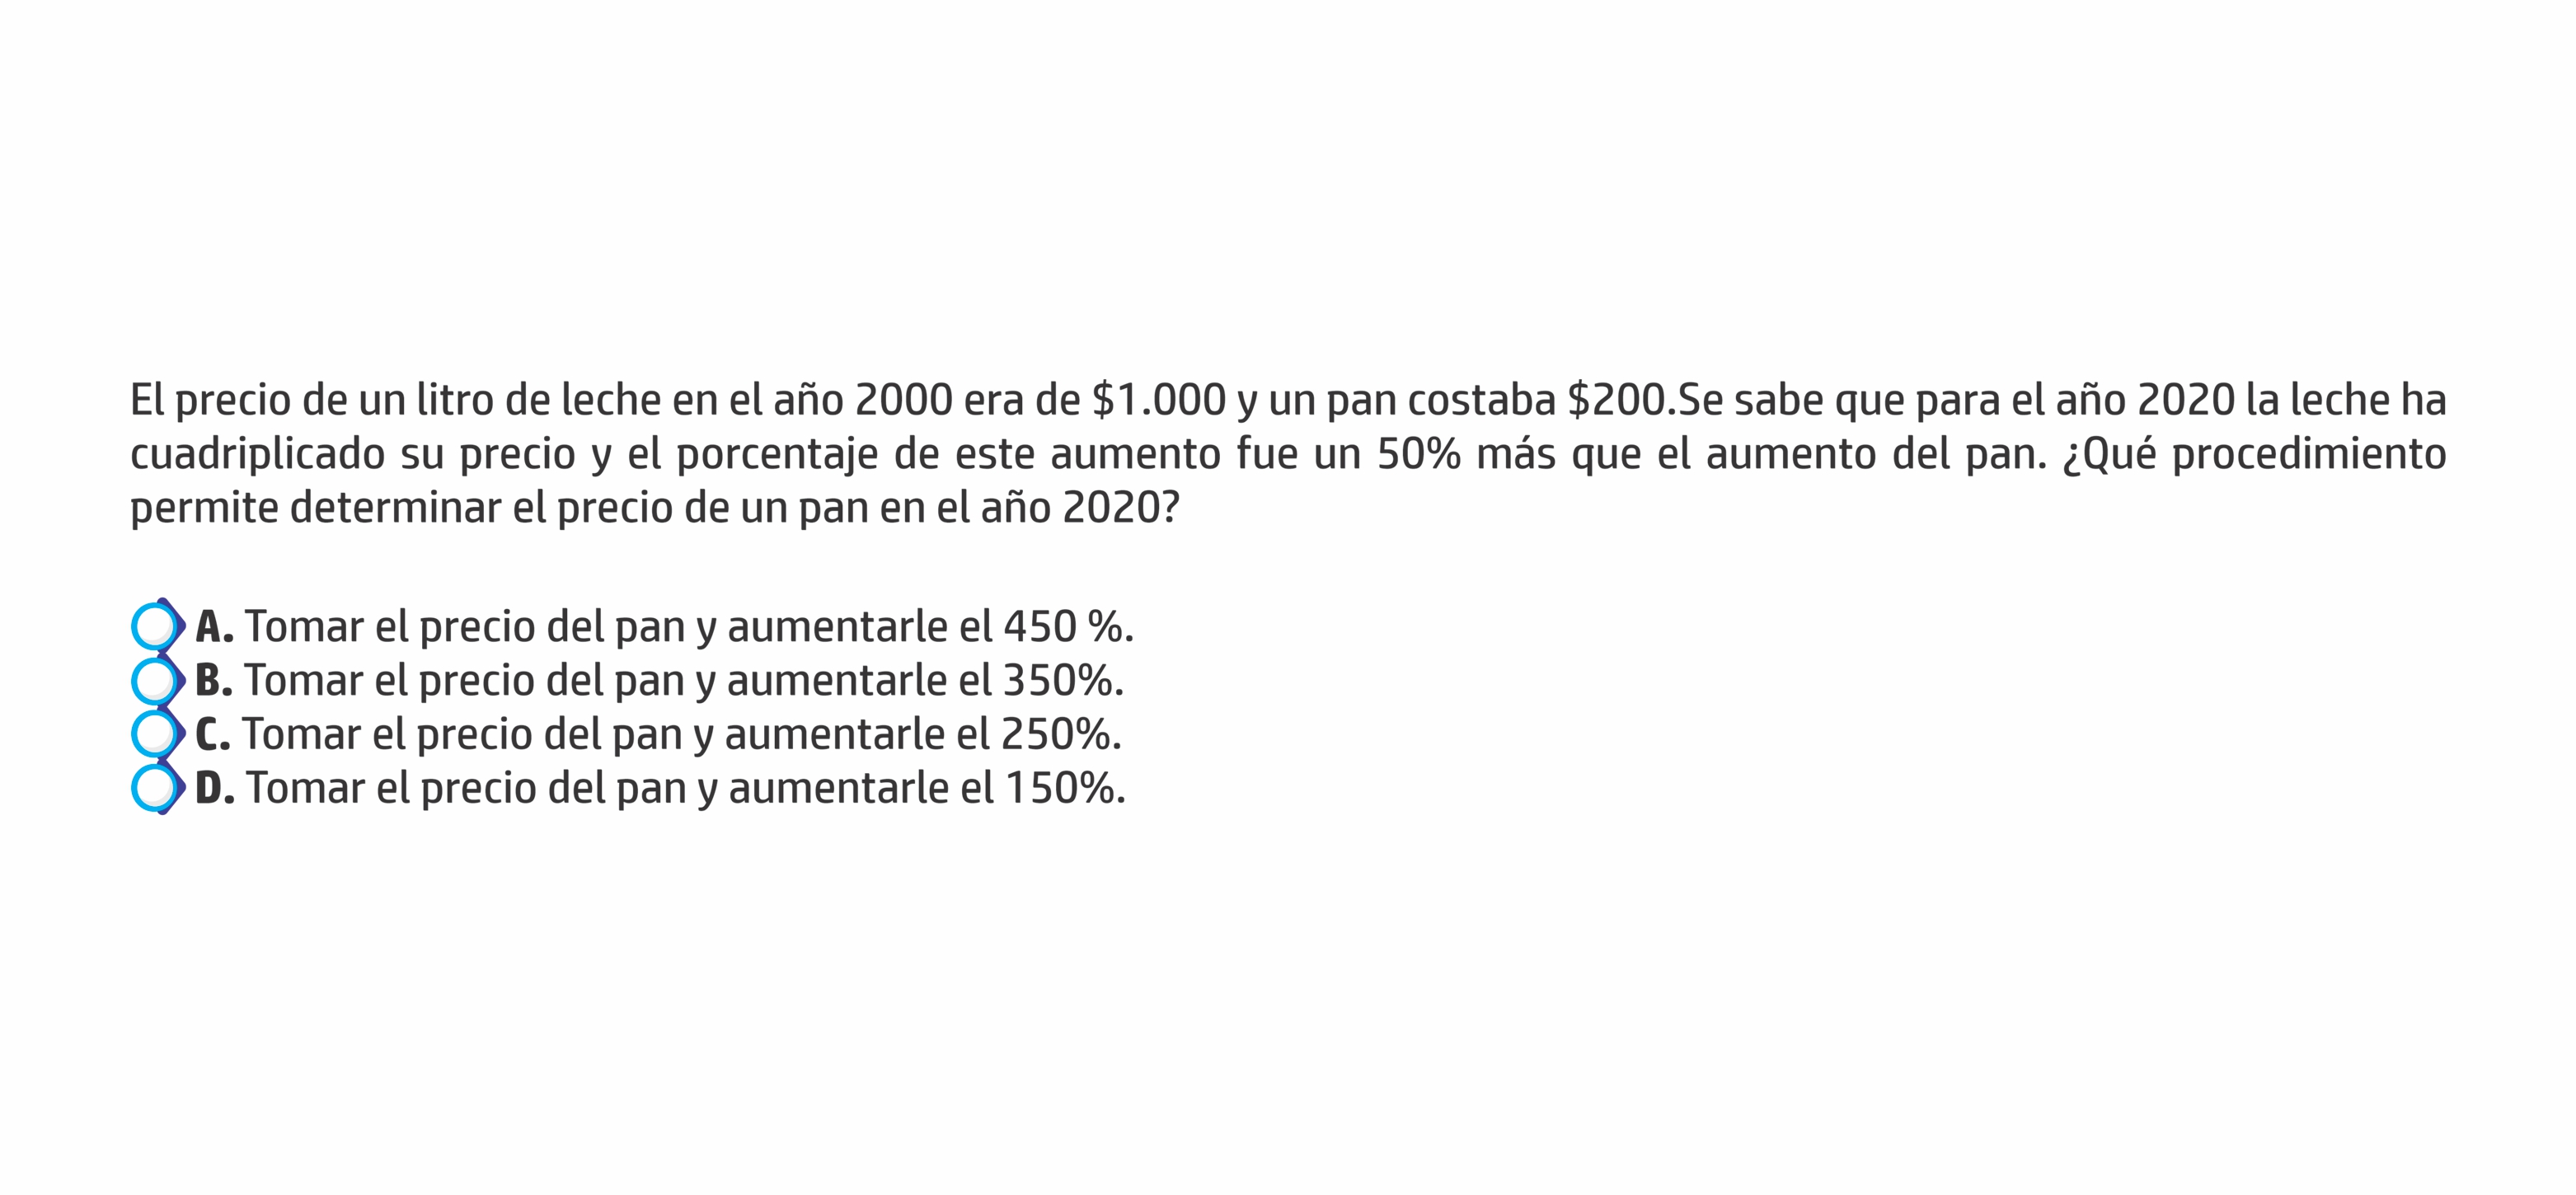 El precio de un litro de leche en el año 2000 era de $1.000 y un pan costaba $200.Se sabe que para el año 2020 la leche ha
cuadriplicado su precio y el porcentaje de este aumento fue un 50% más que el aumento del pan. ¿Qué procedimiento
permite determinar el precio de un pan en el año 2020?
A. Tomar el precio del pan y aumentarle el 450 %.
B. Tomar el precio del pan y aumentarle el 350%.
C. Tomar el precio del pan y aumentarle el 250%.
D. Tomar el precio del pan y aumentarle el 150%.